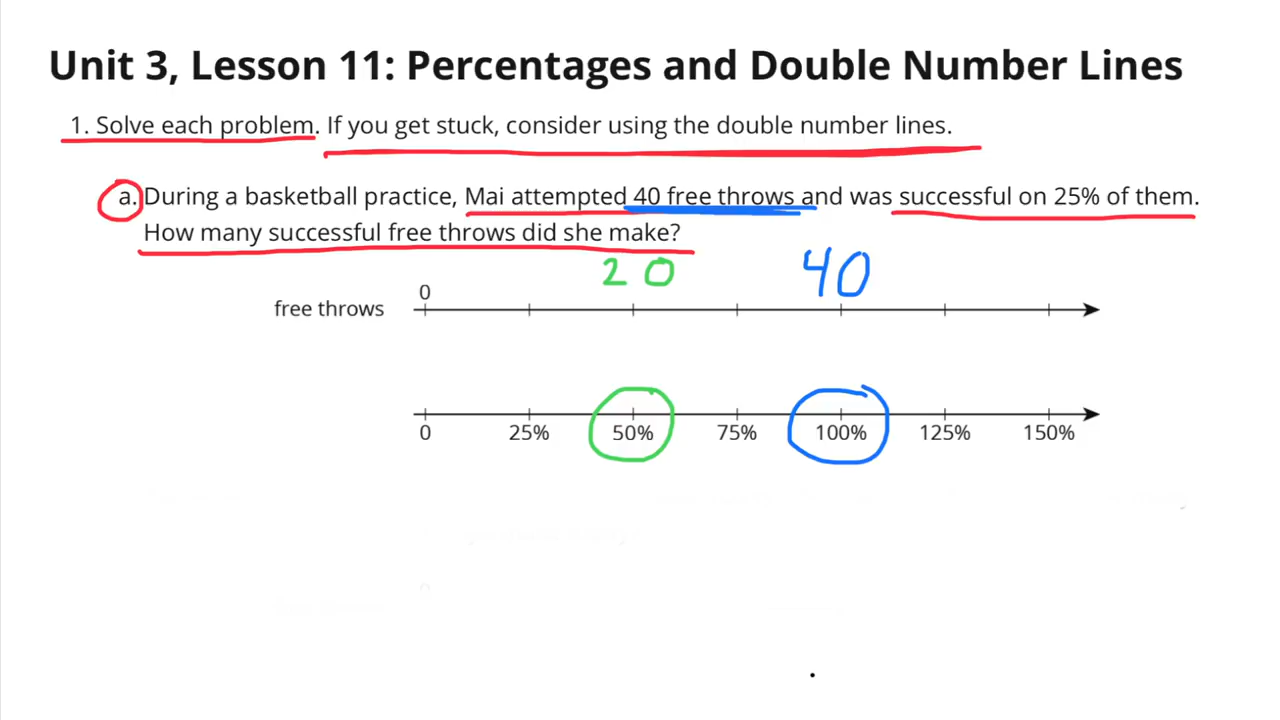 Unit 3, Lesson 11: Percentages and Double Number Lines
1. Solve each problem. If you get stuck, consider using the double number lines.
a. During a basketball practice, Mai attempted 40 free throws and was successful on 25% of them.
How many successful free throws did she make?
20 40
0
free throws
0 25% 50% 75% 100% 125% 150%